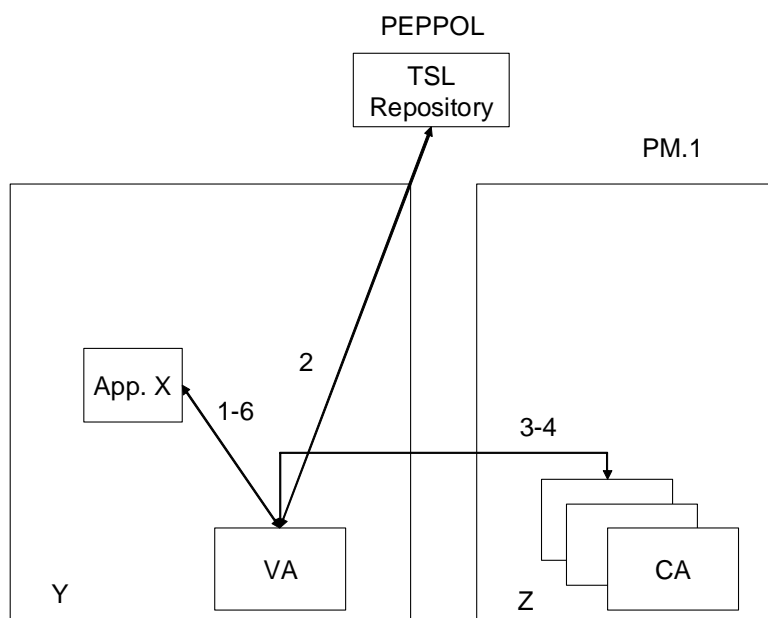 PEPPOL
TSL
Repository
PM.1
2
App. X
1-6
3-4
VA
CA
Y
Z